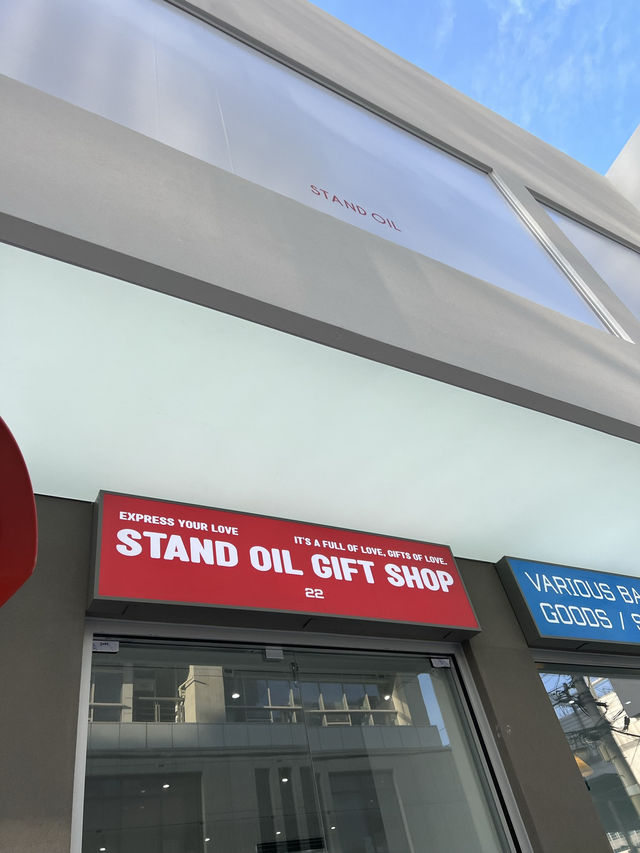 STAND OIL
EXPRESS YOUR LOVE
IT'S A FULL OF LOVE, GIFTS OF LOVE.
STAND OIL GIFT SHOP
22
VARIOUS BA
GOODS / S